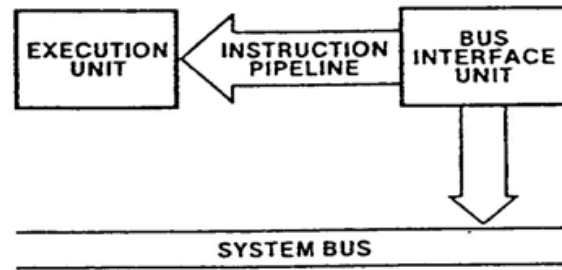 EXECUTION
UNIT
INSTRUCTION
PIPELINE
BUS
INTERFACE
UNIT
SYSTEM BUS